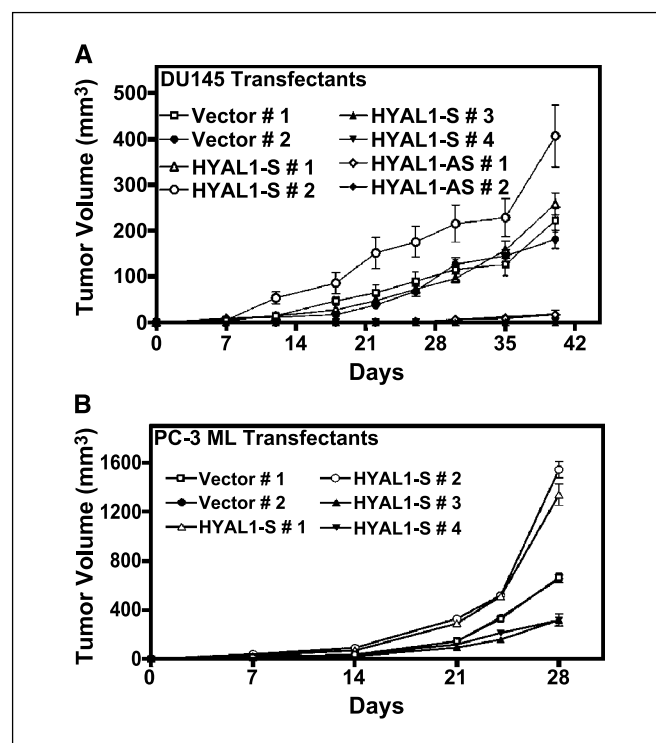 A
DU145 Transfectants
Tumor Volume (mm³)
500
400
300
200
100
0
Vector # 1
Vector # 2
HYAL1-S # 1
HYAL1-S # 2
HYAL1-S # 3
HYAL1-S # 4
HYAL1-AS # 1
HYAL1-AS # 2
0 7 14 21 28 35 42
Days
B
PC-3 ML Transfectants
Tumor Volume (mm³)
1600
1200
800
400
0
Vector # 1
Vector # 2
HYAL1-S # 1
HYAL1-S # 2
HYAL1-S # 3
HYAL1-S # 4
0 7 14 21 28
Days